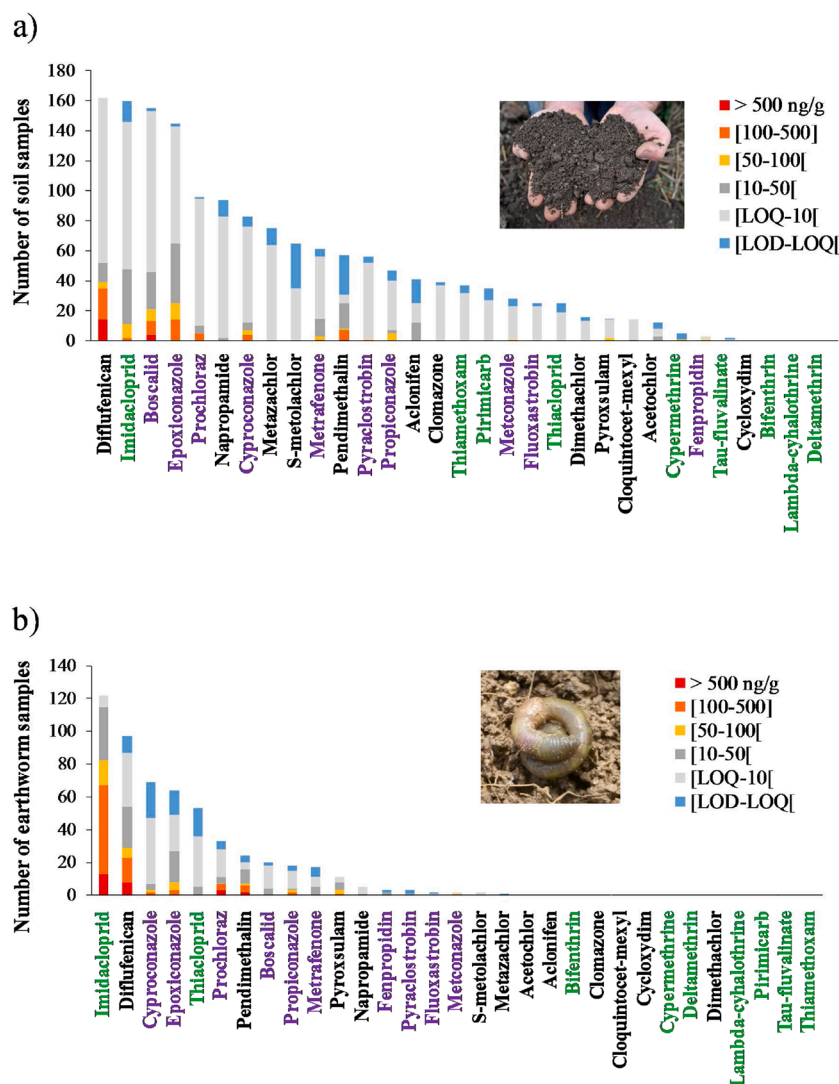 a)
Number of soil samples
180
160
140
120
100
80
60
40
20
0
> 500 ng/g
[100-500]
[50-100[
[10-50[
[LOQ-10[
[LOD-LOQ[
Diflufenican
Imidacloprid
Boscalid
Epoxiconazole
Prochloraz
Napropamide
Cyproconazole
Metazachlor
S-metolachlor
Metrafenone
Pendimethalin
Pyraclostrobin
Propiconazole
Aclonifen
Clomazone
Thiamethoxam
Pirimicarb
Metconazole
Fluoxastrobin
Thiacloprid
Dimethachlor
Pyroxsulam
Cloquintocet-mexyl
Acetochlor
Cypermethrine
Fenpropidin
Tau-fluvalinate
Cycloxydim
Bifenthrin
Lambda-cyhalothrine
Deltamethrin
b)
Number of earthworm samples
140
120
100
80
60
40
20
0
> 500 ng/g
[100-500]
[50-100[
[10-50[
[LOQ-10[
[LOD-LOQ[
Imidacloprid
Diflufenican
Cyproconazole
Epoxiconazole
Thiacloprid
Prochloraz
Pendimethalin
Boscalid
Propiconazole
Metrafenone
Pyroxsulam
Napropamide
Fenpropidin
Pyraclostrobin
Fluoxastrobin
Metconazole
S-metolachlor
Metazachlor
Acetochlor
Aclonifen
Bifenthrin
Clomazone
Cloquintocet-mexyl
Cycloxydim
Cypermethrine
Deltamethrin
Dimethachlor
Lambda-cyhalothrine
Pirimicarb
Tau-fluvalinate
Thiamethoxam